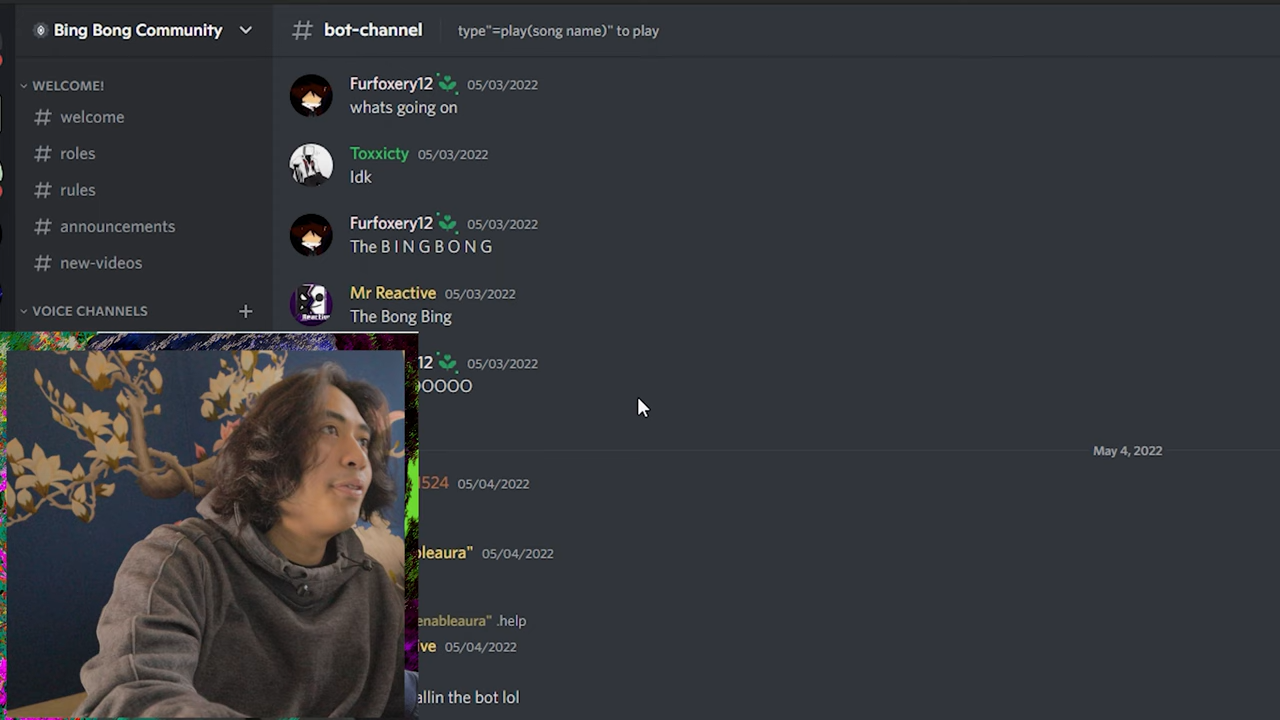 Bing Bong Community
# bot-channel
type"=play(song name)" to play
WELCOME!
# welcome
# roles
# rules
# announcements
# new-videos
VOICE CHANNELS +
Furfoxery12 05/03/2022
whats going on
Toxxicty 05/03/2022
Idk
Furfoxery12 05/03/2022
The B I N G B O N G
Mr Reactive 05/03/2022
The Bong Bing
12 05/03/2022
OOOO
May 4, 2022
524 05/04/2022
bleaura" 05/04/2022
enableaura" .help
ive 05/04/2022
allin the bot lol